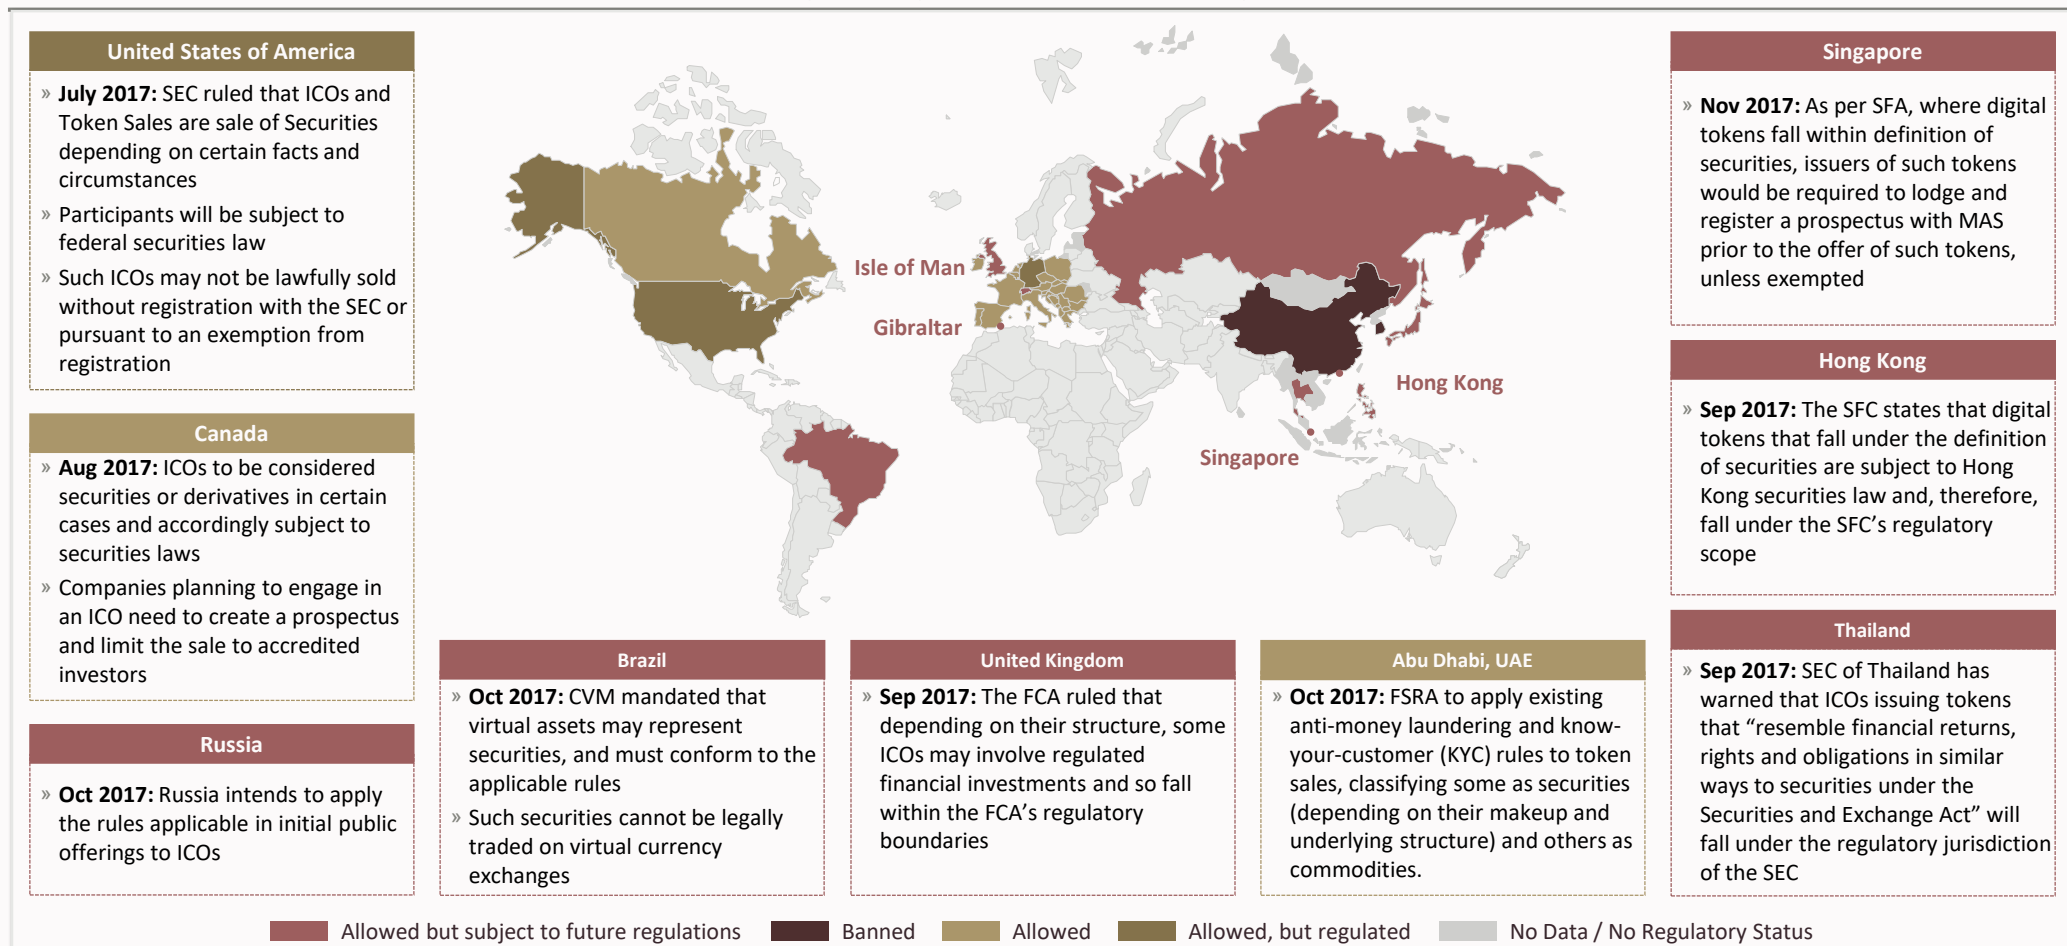 United States of America
» July 2017: SEC ruled that ICOs and
Token Sales are sale of Securities
depending on certain facts and
circumstances
» Participants will be subject to
federal securities law
» Such ICOs may not be lawfully sold
without registration with the SEC or
pursuant to an exemption from
registration
Canada
» Aug 2017: ICOs to be considered
securities or derivatives in certain
cases and accordingly subject to
securities laws
» Companies planning to engage in
an ICO need to create a prospectus
and limit the sale to accredited
investors
Russia
» Oct 2017: Russia intends to apply
the rules applicable in initial public
offerings to ICOs
Isle of Man
Gibraltar
Hong Kong
Singapore
Brazil
» Oct 2017: CVM mandated that
virtual assets may represent
securities, and must conform to the
applicable rules
» Such securities cannot be legally
traded on virtual currency
exchanges
United Kingdom
» Sep 2017: The FCA ruled that
depending on their structure, some
ICOs may involve regulated
financial investments and so fall
within the FCA's regulatory
boundaries
Abu Dhabi, UAE
» Oct 2017: FSRA to apply existing
anti-money laundering and know-
your-customer (KYC) rules to token
sales, classifying some as securities
(depending on their makeup and
underlying structure) and others as
commodities.
Singapore
» Nov 2017: As per SFA, where digital
tokens fall within definition of
securities, issuers of such tokens
would be required to lodge and
register a prospectus with MAS
prior to the offer of such tokens,
unless exempted
Hong Kong
» Sep 2017: The SFC states that digital
tokens that fall under the definition
of securities are subject to Hong
Kong securities law and, therefore,
fall under the SFC's regulatory
scope
Thailand
» Sep 2017: SEC of Thailand has
warned that ICOs issuing tokens
that “resemble financial returns,
rights and obligations in similar
ways to securities under the
Securities and Exchange Act” will
fall under the regulatory jurisdiction
of the SEC
Allowed but subject to future regulations
Banned
Allowed
Allowed, but regulated
No Data / No Regulatory Status